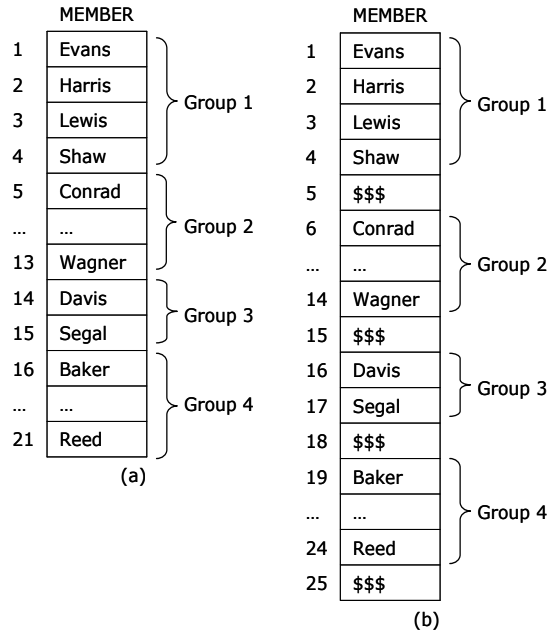 MEMBER
1 Evans
2 Harris
3 Lewis
4 Shaw
Group 1
5 Conrad
... ...
13 Wagner
Group 2
14 Davis
15 Segal
Group 3
16 Baker
... ...
21 Reed
Group 4
(a)
MEMBER
1 Evans
2 Harris
3 Lewis
4 Shaw
Group 1
5 $$$
6 Conrad
... ...
14 Wagner
Group 2
15 $$$
16 Davis
17 Segal
Group 3
18 $$$
19 Baker
... ...
24 Reed
Group 4
25 $$$
(b)